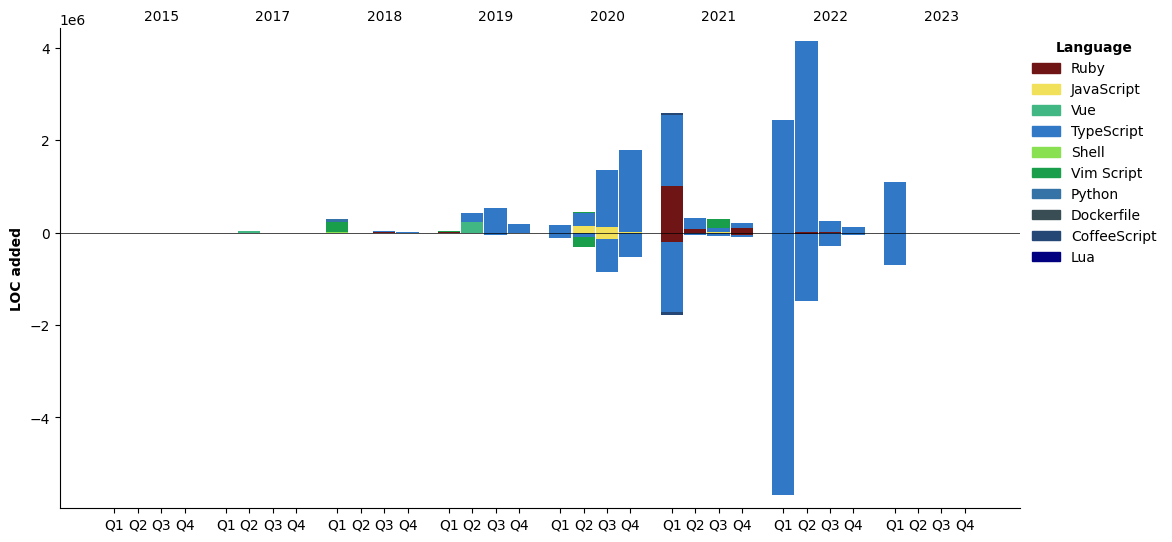 1e6
2015 2017 2018 2019 2020 2021 2022 2023
LOC added
4
2
0
−2
−4
Q1 Q2 Q3 Q4 Q1 Q2 Q3 Q4 Q1 Q2 Q3 Q4 Q1 Q2 Q3 Q4 Q1 Q2 Q3 Q4 Q1 Q2 Q3 Q4 Q1 Q2 Q3 Q4 Q1 Q2 Q3 Q4
Language
Ruby
JavaScript
Vue
TypeScript
Shell
Vim Script
Python
Dockerfile
CoffeeScript
Lua